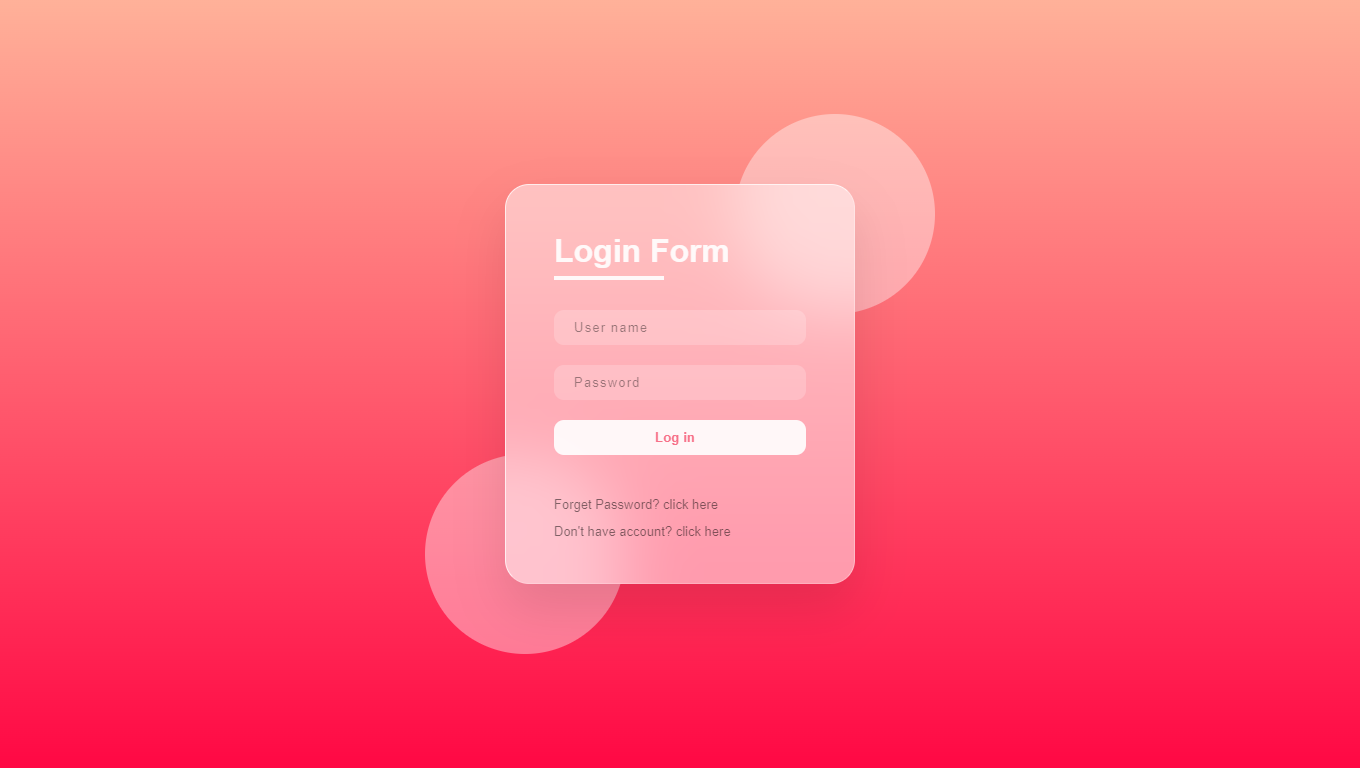 Login Form
User name
Password
Log in
Forget Password? click here
Don't have account? click here